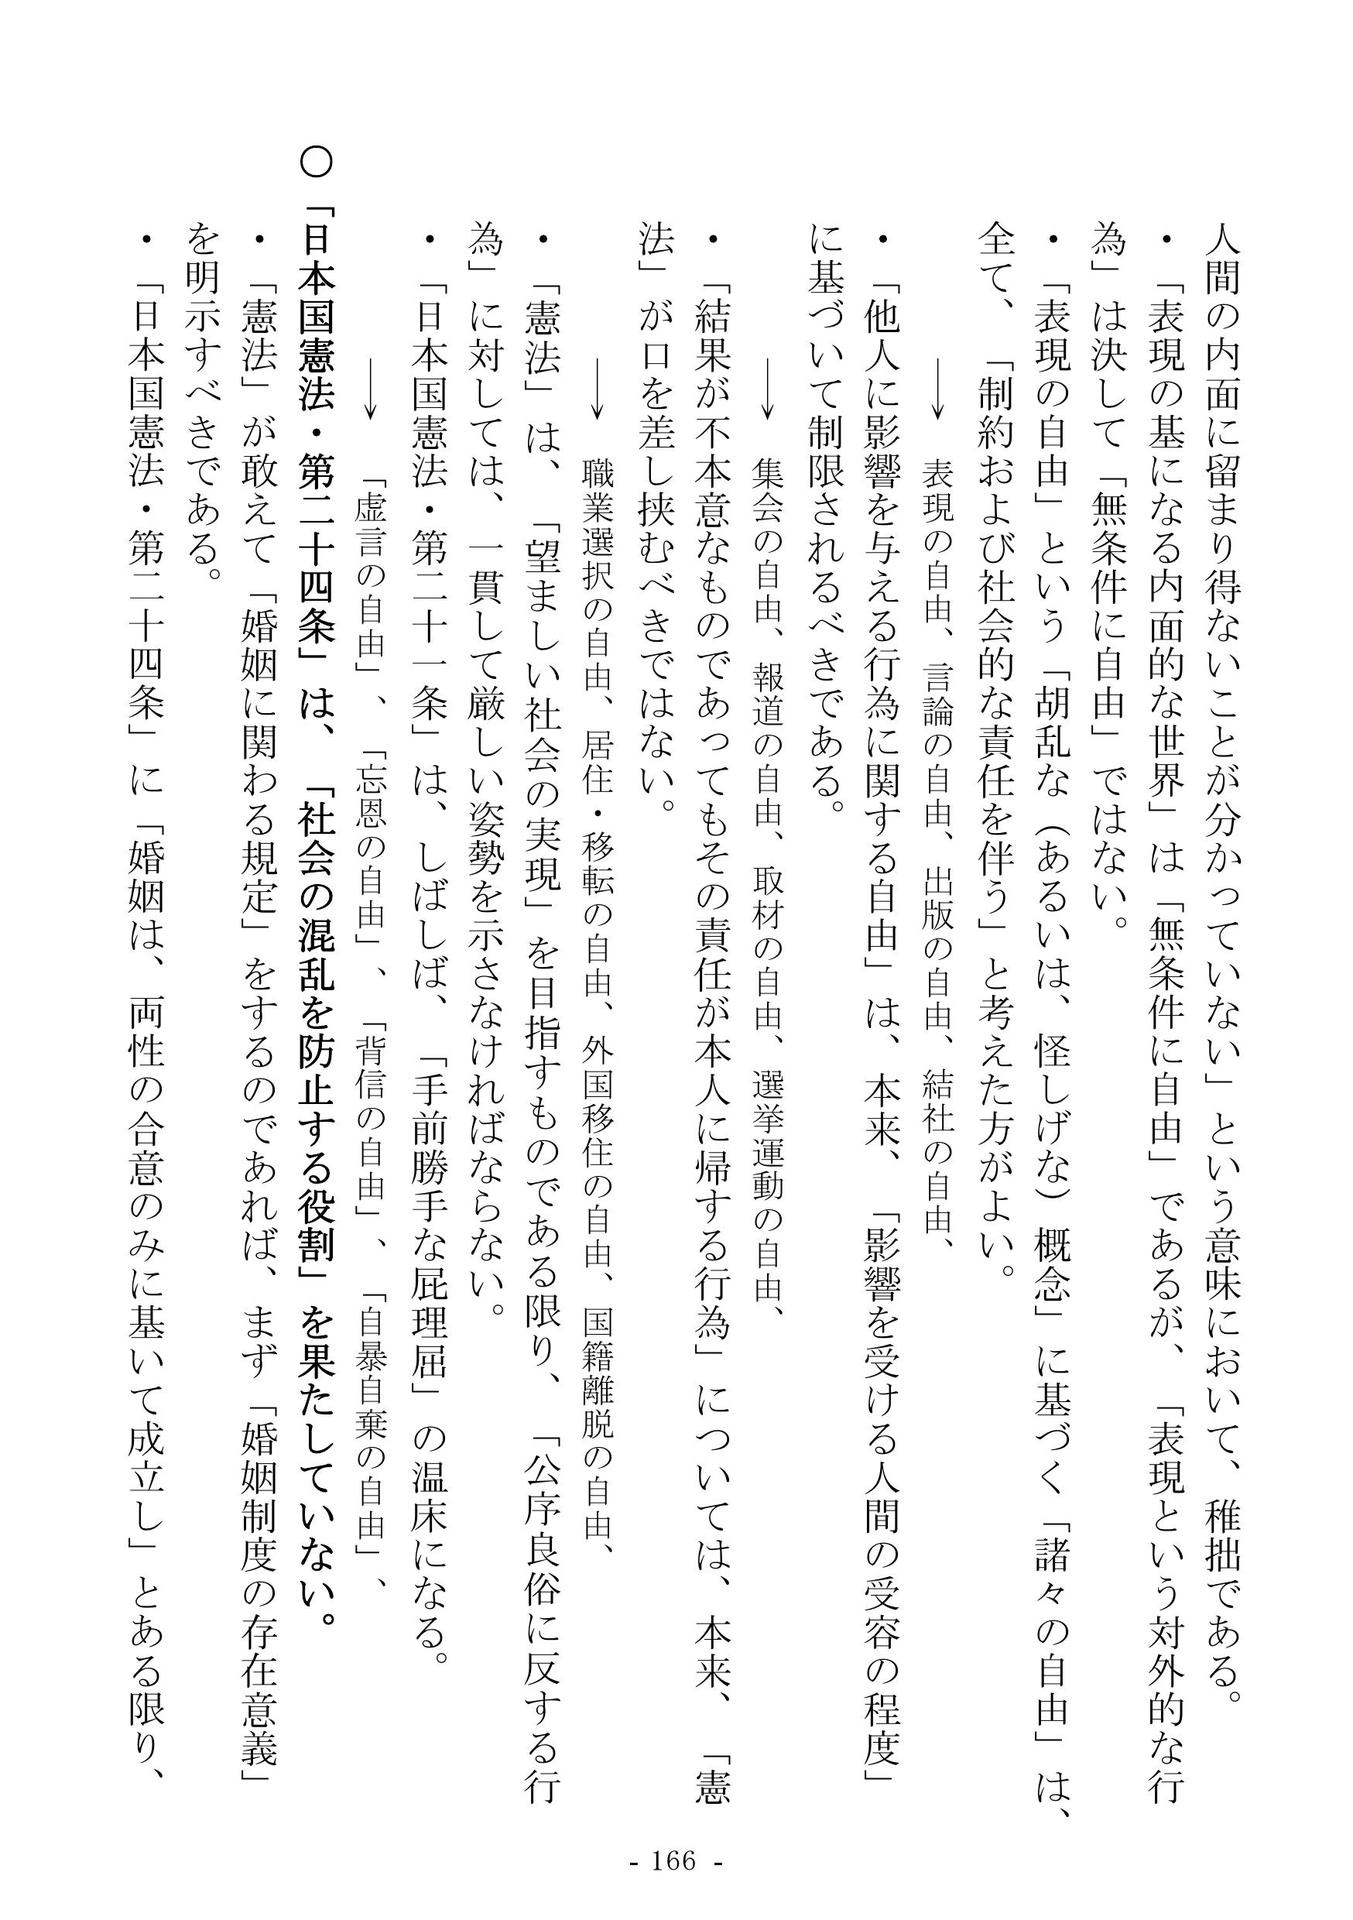 人間の内面に留まり得ないことが分かっていない」という意味において、稚拙である。
・「表現の基になる内面的な世界」は「無条件に自由」であるが、「表現という対外的な行
為」は決して「無条件に自由」ではない。
・「表現の自由」という「胡乱な（あるいは、怪しげな）概念」に基づく「諸々の自由」は、
全て、「制約および社会的な責任を伴う」と考えた方がよい。
→ 表現の自由、言論の自由、出版の自由、結社の自由、
・「他人に影響を与える行為に関する自由」は、本来、「影響を受ける人間の受容の程度」
に基づいて制限されるべきである。
→ 集会の自由、報道の自由、取材の自由、選挙運動の自由、
・「結果が不本意なものであってもその責任が本人に帰する行為」については、本来、「憲
法」が口を差し挟むべきではない。
→ 職業選択の自由、居住・移転の自由、外国移住の自由、国籍離脱の自由、
・「憲法」は、「望ましい社会の実現」を目指すものである限り、「公序良俗に反する行
為」に対しては、一貫して厳しい姿勢を示さなければならない。
・「日本国憲法・第二十一条」は、しばしば、「手前勝手な屁理屈」の温床になる。
→ 「虚言の自由」、「忘恩の自由」、「背信の自由」、「自暴自棄の自由」、
○「日本国憲法・第二十四条」は、「社会の混乱を防止する役割」を果たしていない。
・「憲法」が敢えて「婚姻に関わる規定」をするのであれば、まず「婚姻制度の存在意義」
を明示すべきである。
・「日本国憲法・第二十四条」に「婚姻は、両性の合意のみに基いて成立し」とある限り、
- 166 -